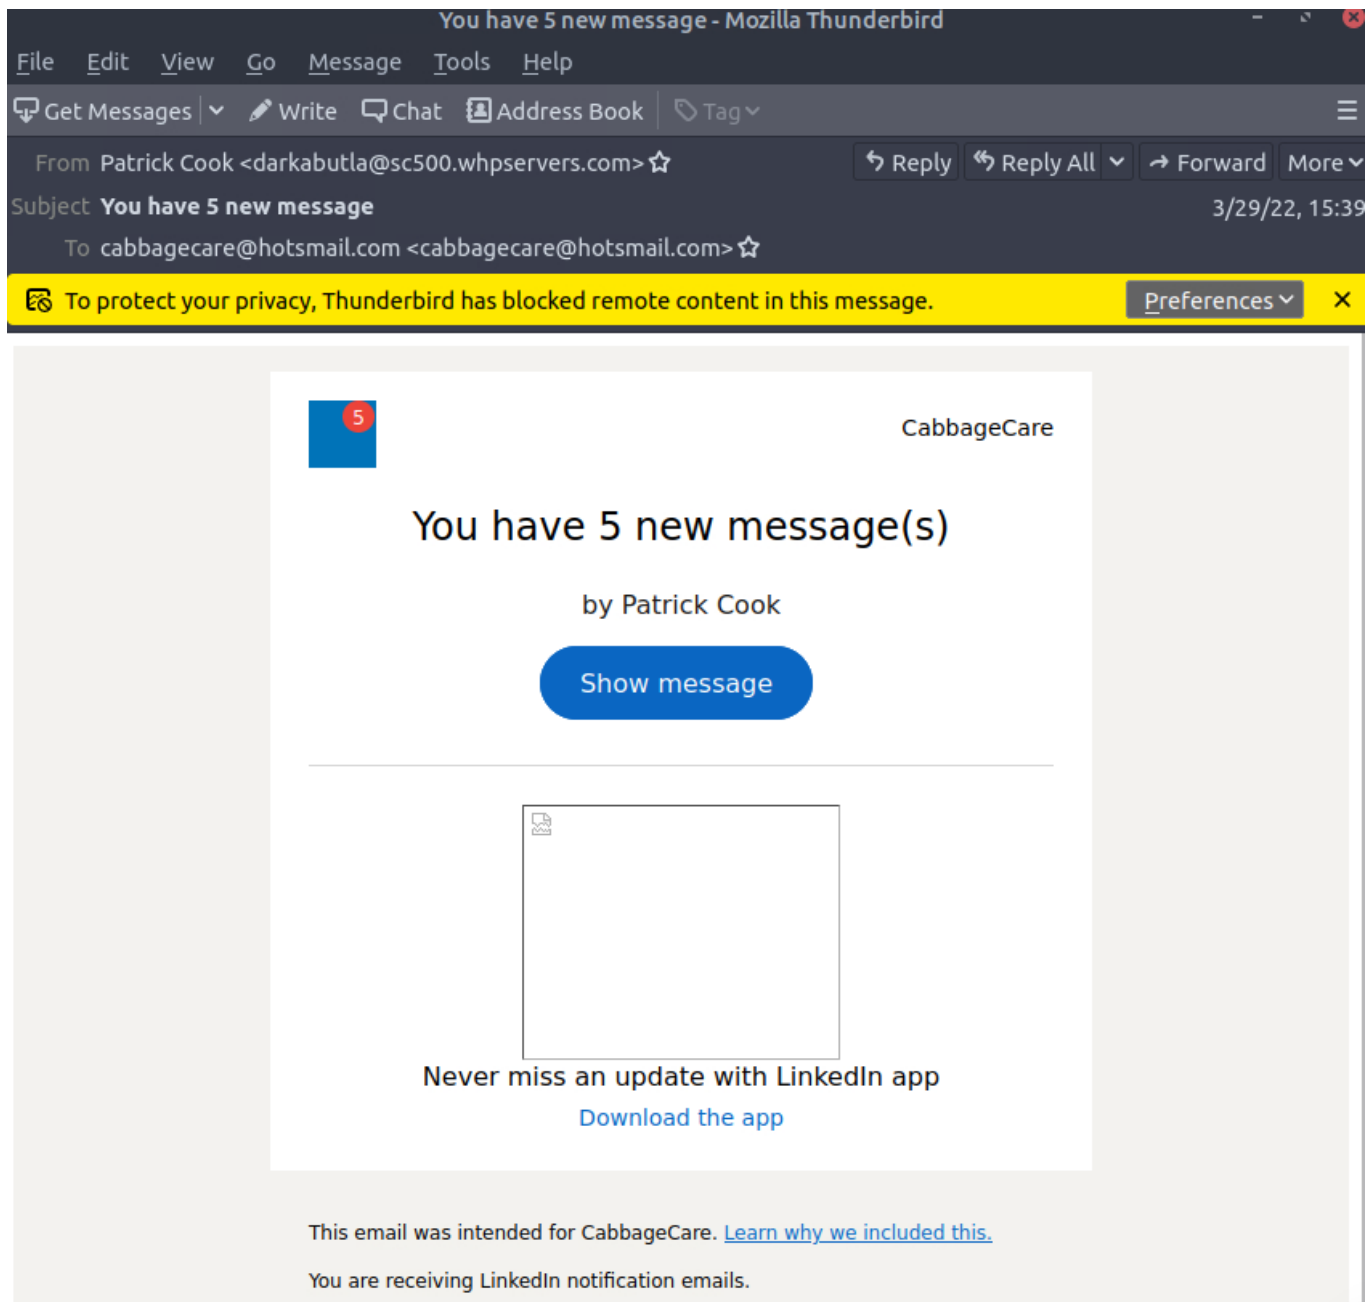 You have 5 new message - Mozilla Thunderbird
File Edit View Go Message Tools Help
Get Messages Write Chat Address Book Tag
From Patrick Cook <darkabutla@sc500.whpservers.com> Reply Reply All Forward More
Subject You have 5 new message 3/29/22, 15:39
To cabbagecare@hotsmail.com <cabbagecare@hotsmail.com>
To protect your privacy, Thunderbird has blocked remote content in this message. Preferences
5
CabbageCare
You have 5 new message(s)
by Patrick Cook
Show message
Never miss an update with LinkedIn app
Download the app
This email was intended for CabbageCare. Learn why we included this.
You are receiving LinkedIn notification emails.